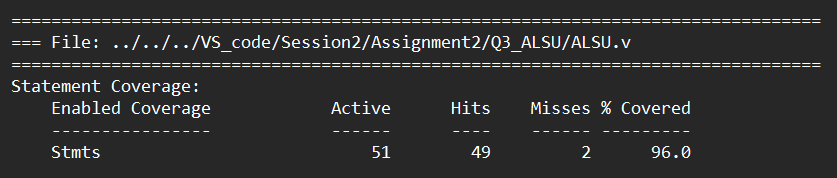 =================================================================================
=== File: ../../../VS_code/Session2/Assignment2/Q3_ALSU/ALSU.v
=================================================================================
Statement Coverage:
    Enabled Coverage            Active      Hits    Misses % Covered
    ----------------            ------      ----    ------ ---------
    Stmts                           51        49         2      96.0